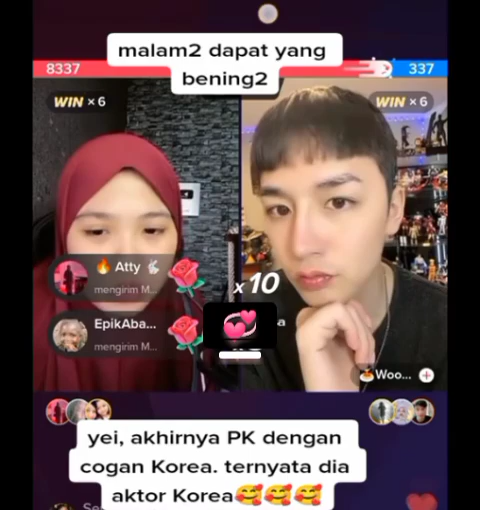 malam2 dapat yang
bening2
8337
337
WIN × 6
WIN × 6
🔥 Atty 🐇
mengirim M...
x 10
EpikAba...
mengirim M...
a
Woo...
yei, akhirnya PK dengan
cogan Korea. ternyata dia
aktor Korea🥰🥰🥰